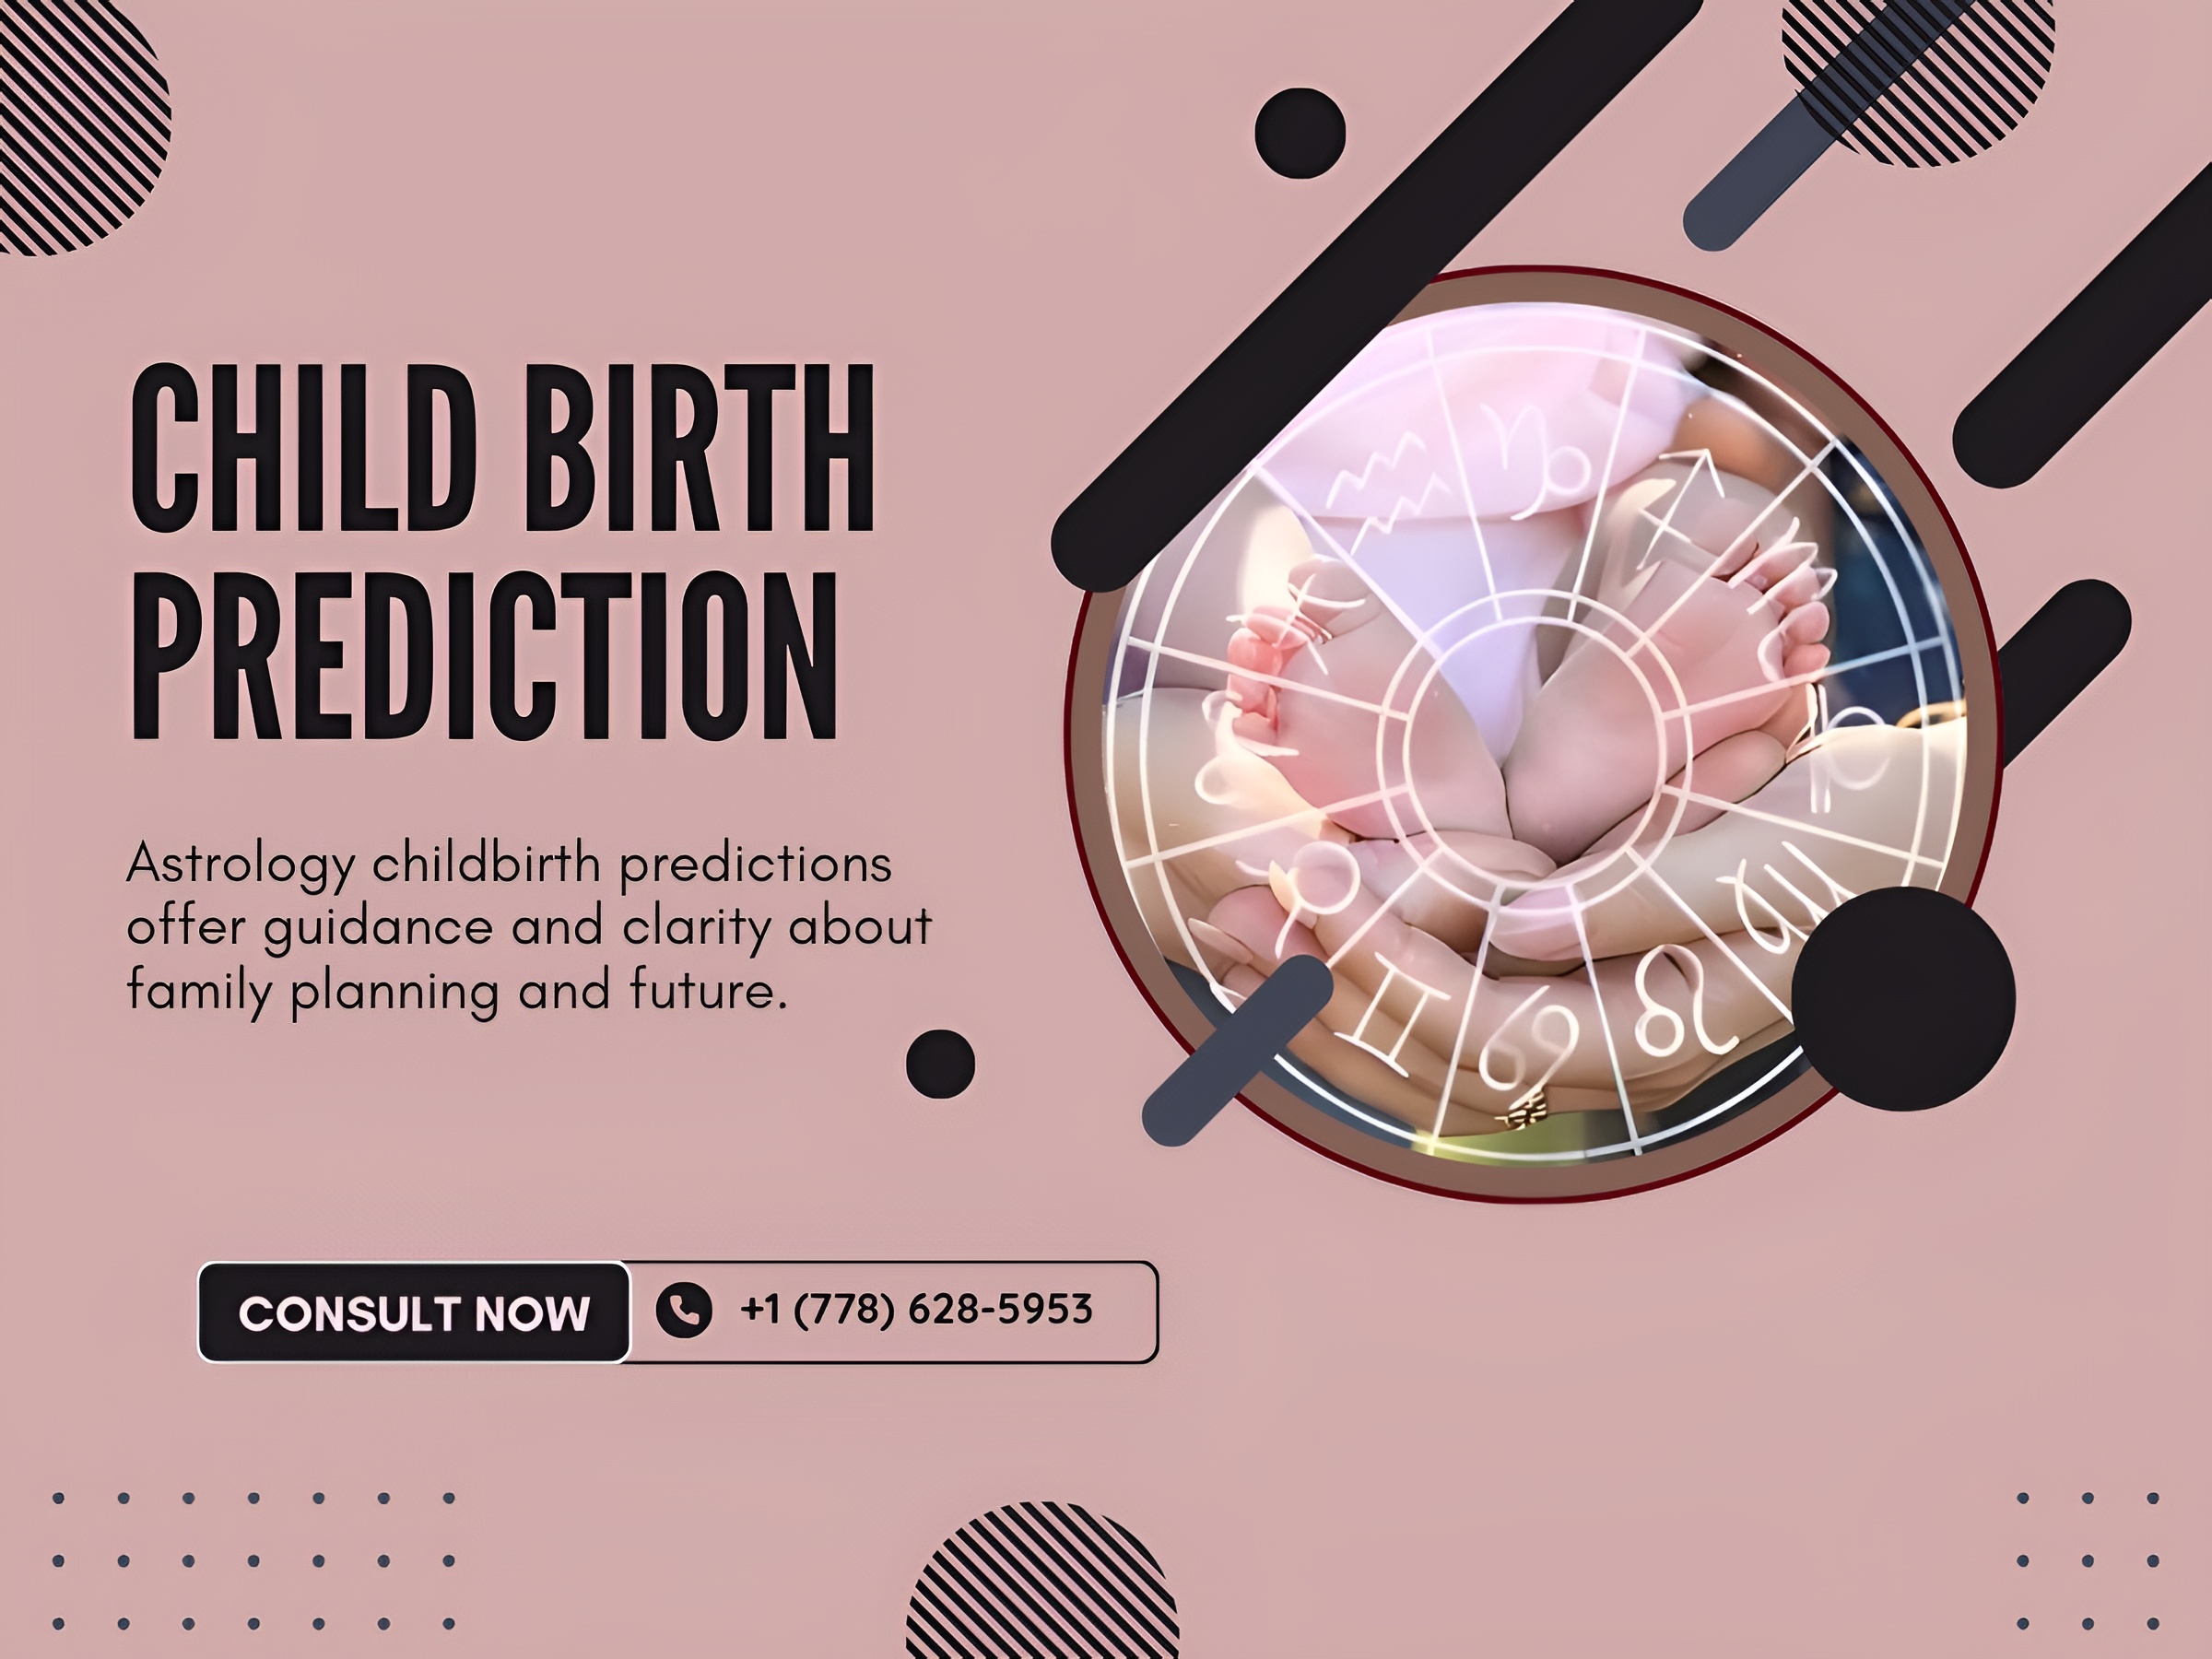 CHILD BIRTH
PREDICTION
Astrology childbirth predictions
offer guidance and clarity about
family planning and future.
CONSULT NOW
+1 (778) 628-5953